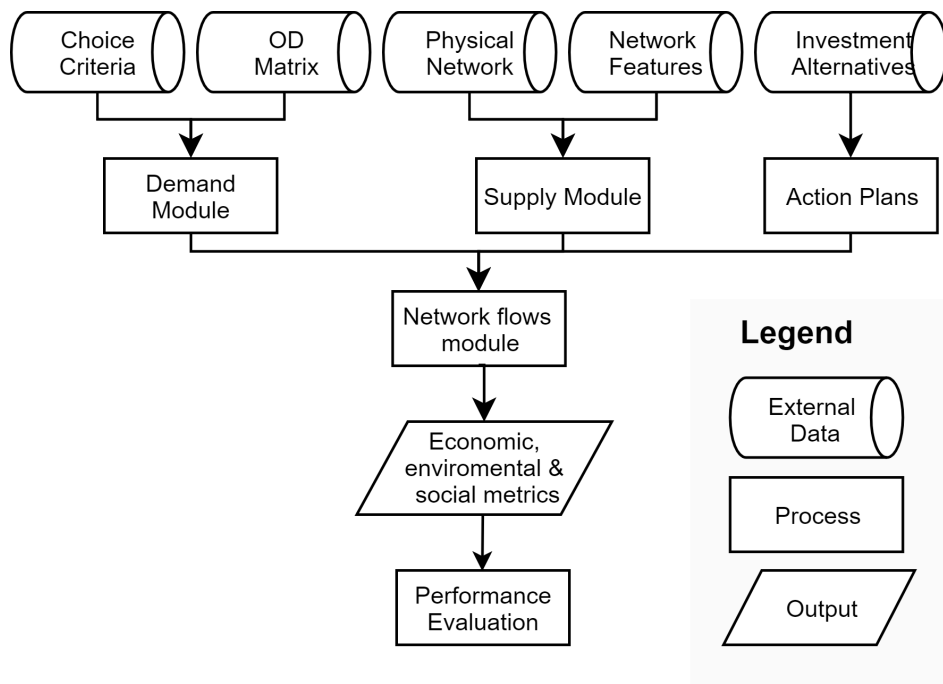 Choice
Criteria
OD
Matrix
Physical
Network
Network
Features
Investment
Alternatives
Demand
Module
Supply Module
Action Plans
Network flows
module
Economic,
enviromental &
social metrics
Performance
Evaluation
Legend
External
Data
Process
Output